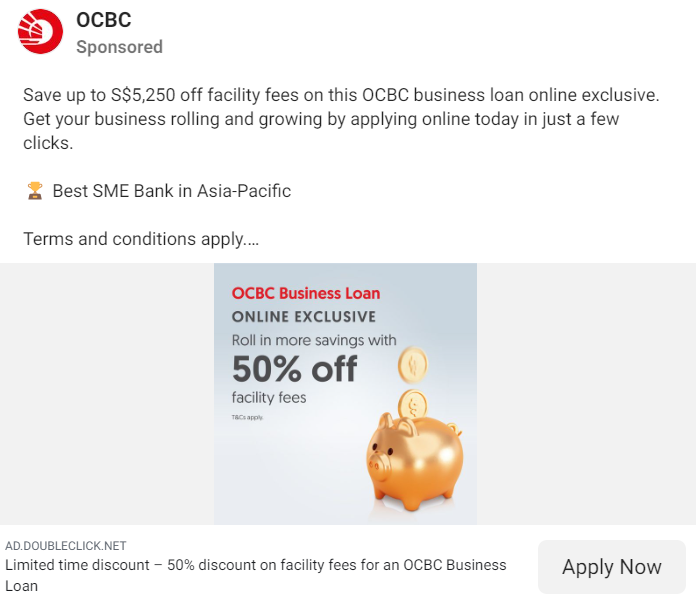 OCBC
Sponsored
Save up to S$5,250 off facility fees on this OCBC business loan online exclusive.
Get your business rolling and growing by applying online today in just a few
clicks.
🏆 Best SME Bank in Asia-Pacific
Terms and conditions apply....
OCBC Business Loan
ONLINE EXCLUSIVE
Roll in more savings with
50% off
facility fees
T&Cs apply.
AD.DOUBLECLICK.NET
Limited time discount – 50% discount on facility fees for an OCBC Business
Loan
Apply Now